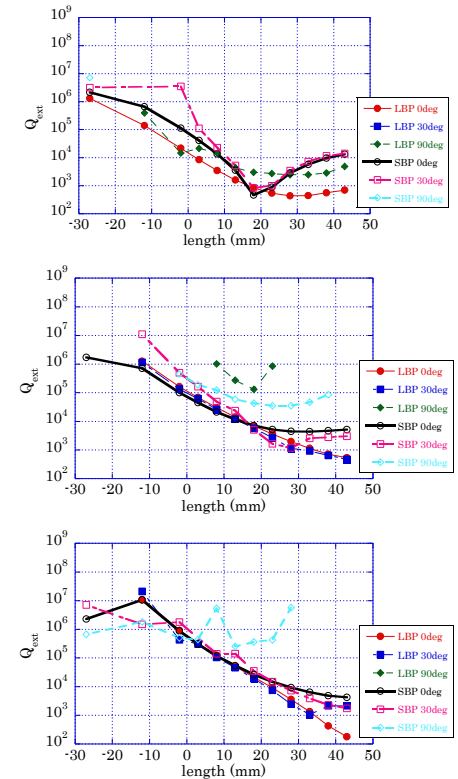 10^9
10^8
10^7
10^6
10^5
10^4
10^3
10^2
Q_ext
-30 -20 -10 0 10 20 30 40 50
length (mm)
LBP 0deg
LBP 30deg
LBP 90deg
SBP 0deg
SBP 30deg
SBP 90deg
10^9
10^8
10^7
10^6
10^5
10^4
10^3
10^2
Q_ext
-30 -20 -10 0 10 20 30 40 50
length (mm)
LBP 0deg
LBP 30deg
LBP 90deg
SBP 0deg
SBP 30deg
SBP 90deg
10^9
10^8
10^7
10^6
10^5
10^4
10^3
10^2
Q_ext
-30 -20 -10 0 10 20 30 40 50
length (mm)
LBP 0deg
LBP 30deg
LBP 90deg
SBP 0deg
SBP 30deg
SBP 90deg